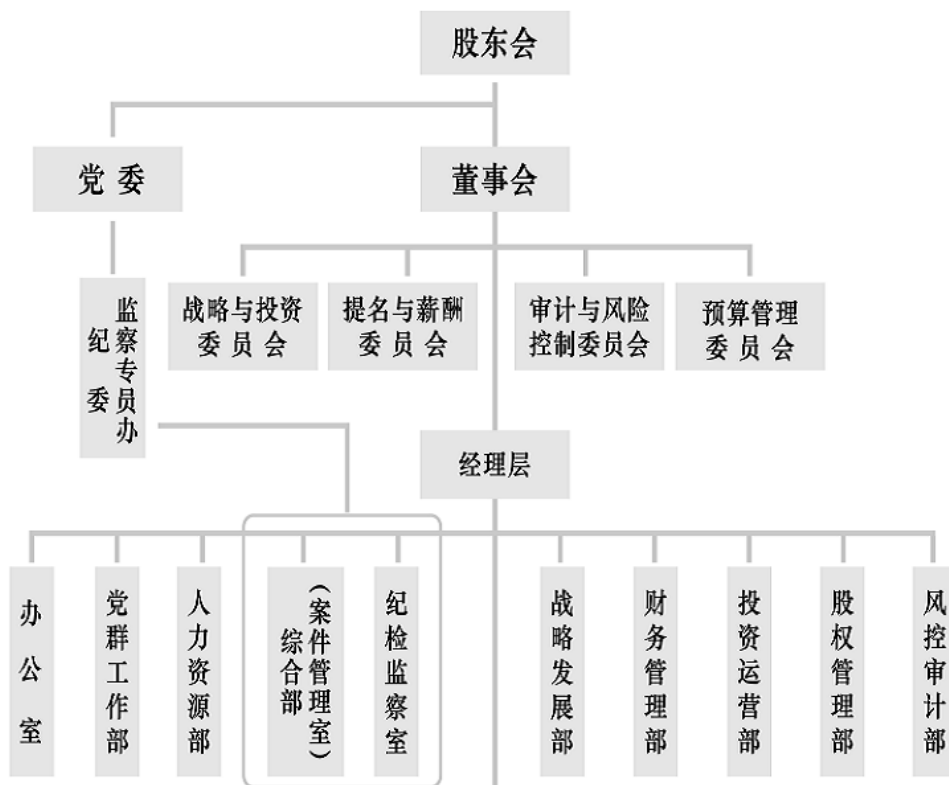 股东会
党委
董事会
纪委
监察专员办
战略与投资
委员会
提名与薪酬
委员会
审计与风险
控制委员会
预算管理
委员会
经理层
办公室
党群工作部
人力资源部
综合部
（案件管理室）
纪检监察室
战略发展部
财务管理部
投资运营部
股权管理部
风控审计部